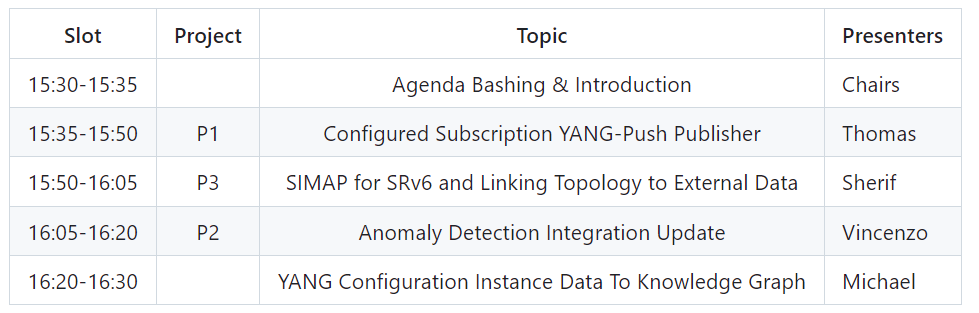 Slot Project Topic Presenters
15:30-15:35 Agenda Bashing & Introduction Chairs
15:35-15:50 P1 Configured Subscription YANG-Push Publisher Thomas
15:50-16:05 P3 SIMAP for SRv6 and Linking Topology to External Data Sherif
16:05-16:20 P2 Anomaly Detection Integration Update Vincenzo
16:20-16:30 YANG Configuration Instance Data To Knowledge Graph Michael